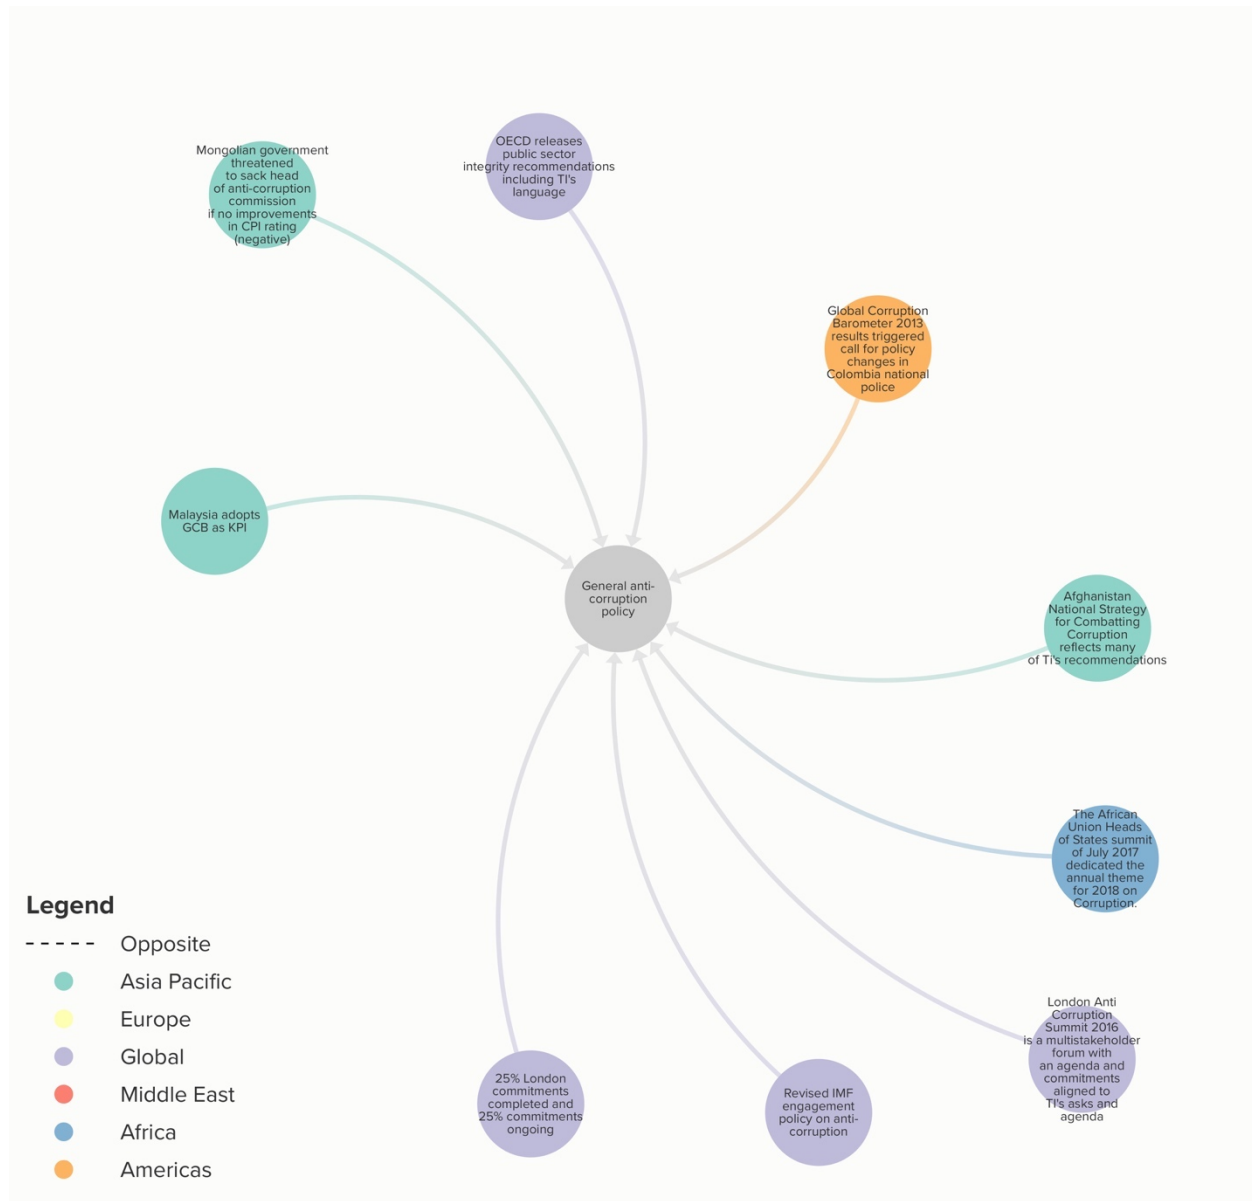 Mongolian government
threatened
to sack head
of anti-corruption
commission
if no improvements
in CPI rating
(negative)
OECD releases
public sector
integrity recommendations
including TI's
language
Global Corruption
Barometer 2013
results triggered
call for policy
changes in
Colombia national
police
Malaysia adopts
GCB as KPI
General anti-
corruption
policy
Afghanistan
National Strategy
for Combatting
Corruption
reflects many
of Ti's recommendations
The African
Union Heads
of States summit
of July 2017
dedicated the
annual theme
for 2018 on
Corruption.
London Anti
Corruption
Summit 2016
is a multistakeholder
forum with
an agenda and
commitments
aligned to
TI's asks and
agenda
Revised IMF
engagement
policy on anti-
corruption
25% London
commitments
completed and
25% commitments
ongoing
Legend
Opposite
Asia Pacific
Europe
Global
Middle East
Africa
Americas